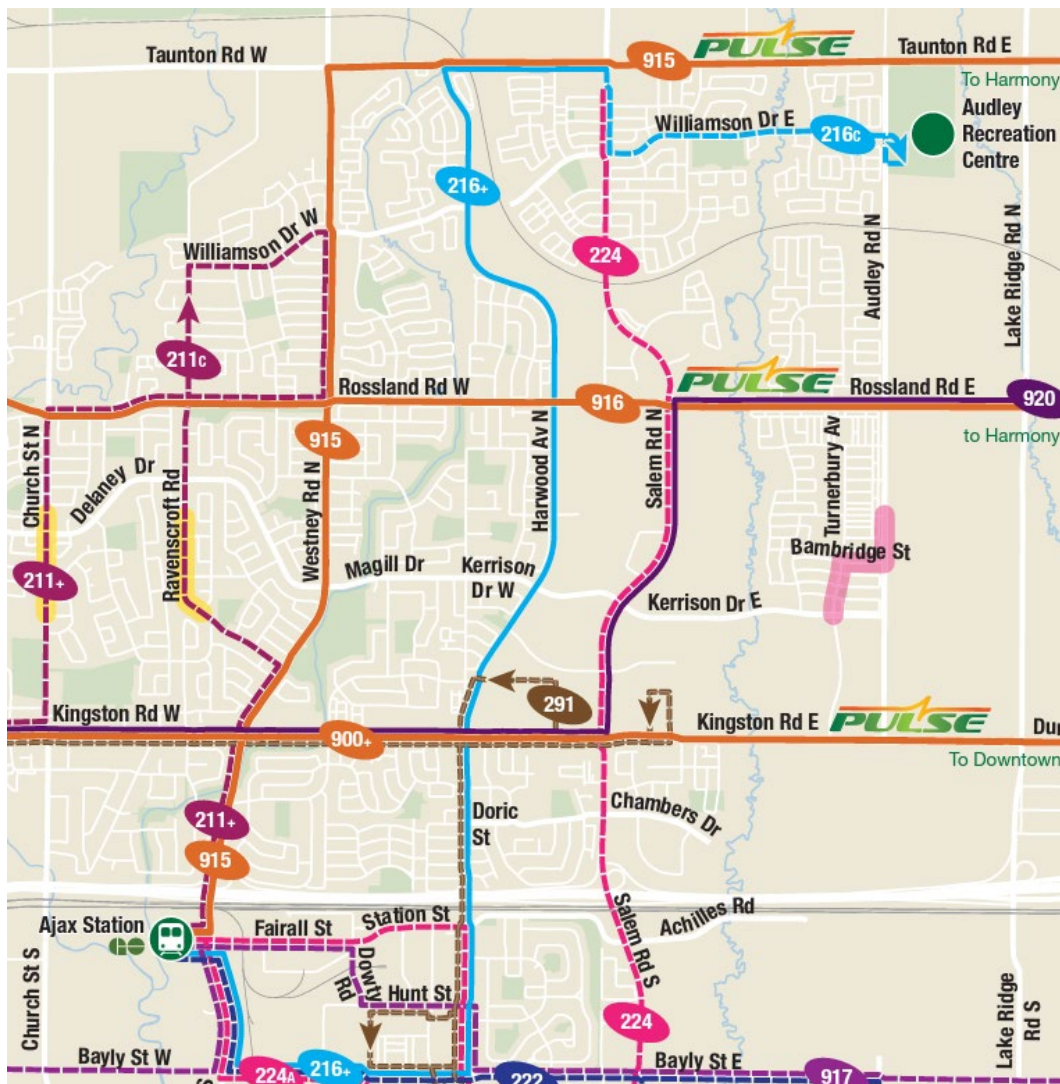 PULSE
Taunton Rd W
915
Taunton Rd E
To Harmony
Audley
Recreation
Centre
Williamson Dr E
216C
216+
Williamson Dr W
224
Audley Rd N
Lake Ridge Rd N
211C
Rossland Rd W
916
PULSE
Rossland Rd E
920
to Harmony
915
Church St N
Delaney Dr
Ravenscroft Rd
Westney Rd N
Harwood Av N
Salem Rd N
Turnerbury Av
Bambridge St
211+
Magill Dr
Kerrison
Dr W
Kerrison Dr E
291
Kingston Rd W
900+
Kingston Rd E
PULSE
Du
To Downtown
211+
915
Doric
St
Chambers Dr
Ajax Station
GO
Fairall St
Station St
Achilles Rd
Church St S
Dowty
Rd
Hunt St
Salem Rd S
224
Lake Ridge
Rd S
Bayly St W
224A
216+
222
Bayly St E
917
S